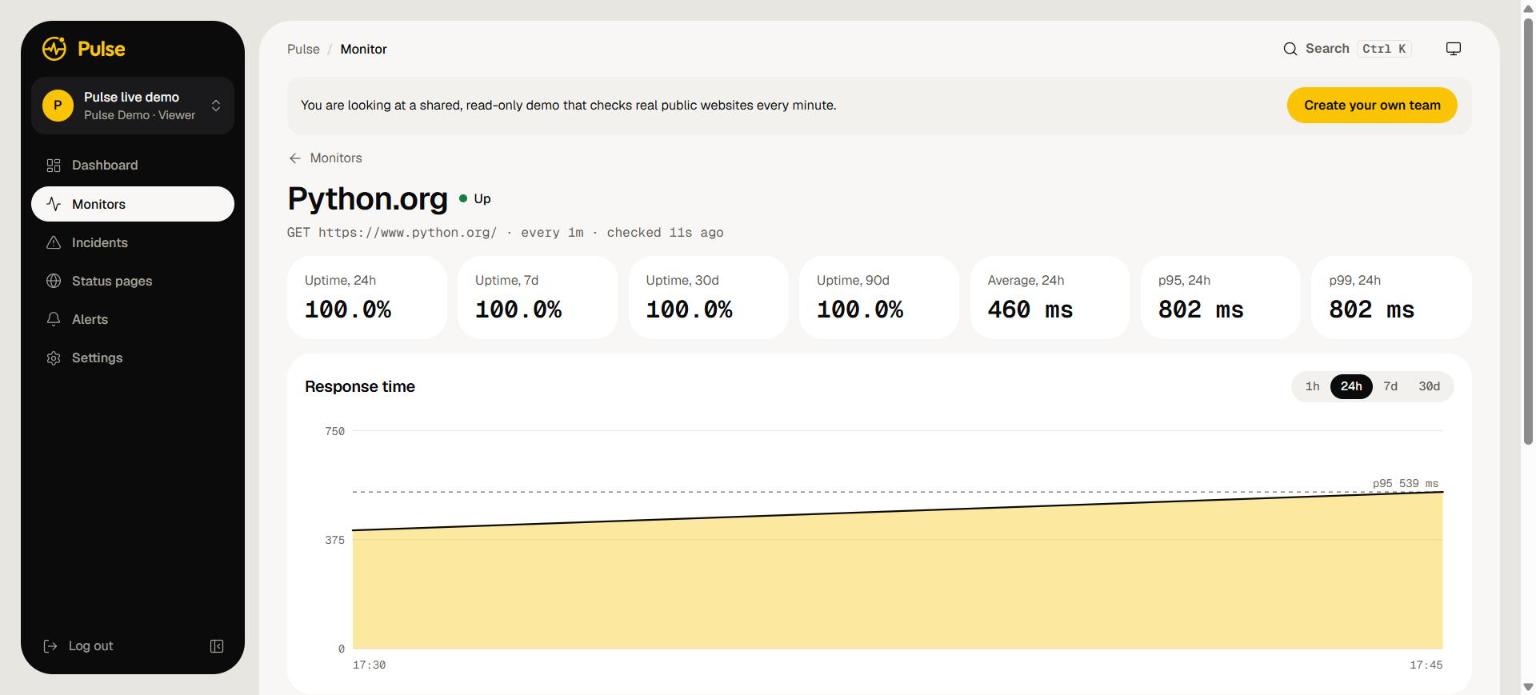 Pulse
P
Pulse live demo
Pulse Demo · Viewer
Dashboard
Monitors
Incidents
Status pages
Alerts
Settings
Log out
Pulse / Monitor
Search Ctrl K
You are looking at a shared, read-only demo that checks real public websites every minute.
Create your own team
Monitors
Python.org
Up
GET https://www.python.org/ · every 1m · checked 11s ago
Uptime, 24h
100.0%
Uptime, 7d
100.0%
Uptime, 30d
100.0%
Uptime, 90d
100.0%
Average, 24h
460 ms
p95, 24h
802 ms
p99, 24h
802 ms
Response time
1h 24h 7d 30d
750
p95 539 ms
375
0
17:30 17:45